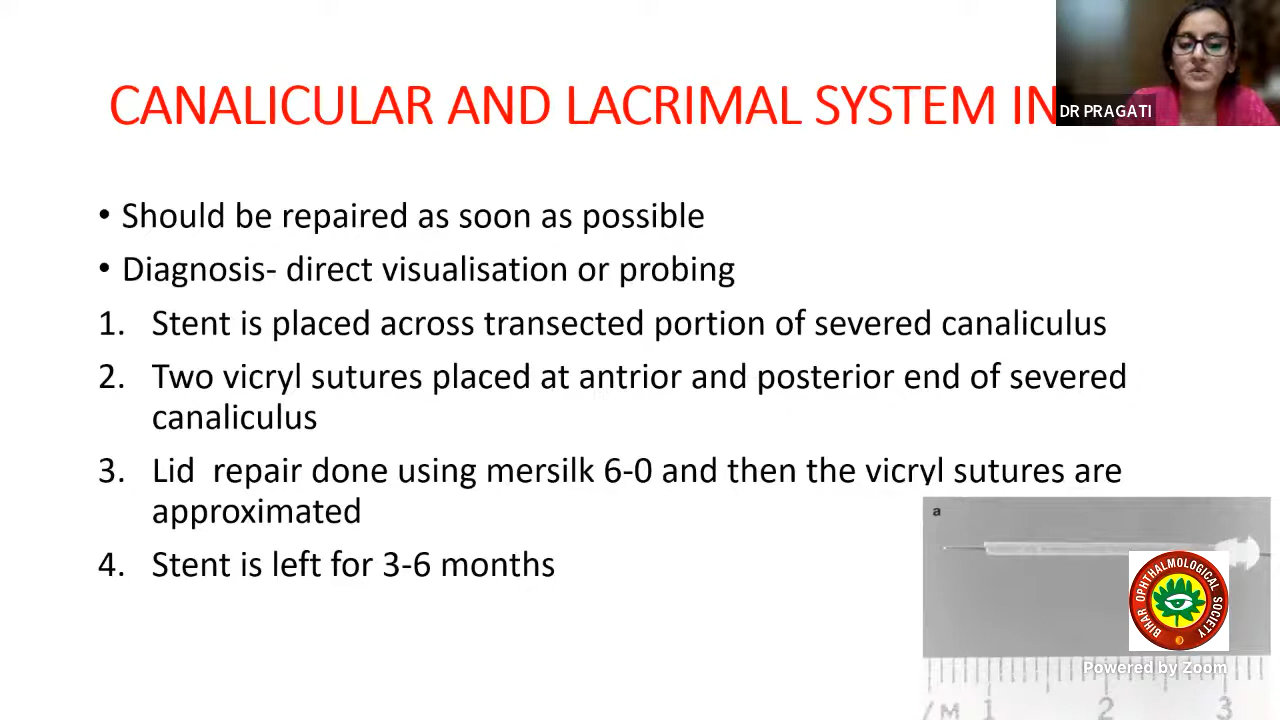 CANALICULAR AND LACRIMAL SYSTEM IN
DR PRAGATI
• Should be repaired as soon as possible
• Diagnosis- direct visualisation or probing
1. Stent is placed across transected portion of severed canaliculus
2. Two vicryl sutures placed at antrior and posterior end of severed
canaliculus
3. Lid repair done using mersilk 6-0 and then the vicryl sutures are
approximated
4. Stent is left for 3-6 months
a
BIHAR OPHTHALMOLOGICAL SOCIETY
Powered by Zoom
/M 1 2 3